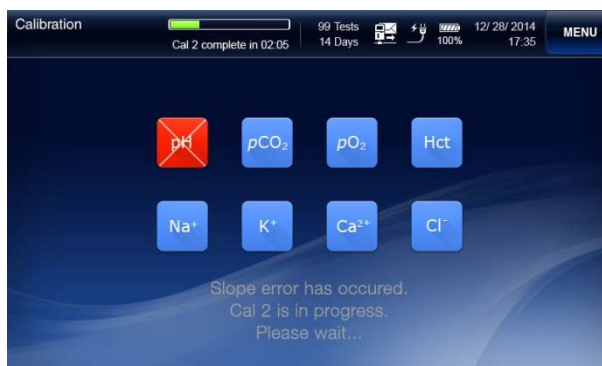 Calibration
Cal 2 complete in 02:05
99 Tests
14 Days
100%
12/ 28/ 2014
17:35
MENU
pH
pCO₂
pO₂
Hct
Na⁺
K⁺
Ca²⁺
Cl⁻
Slope error has occured.
Cal 2 is in progress.
Please wait...